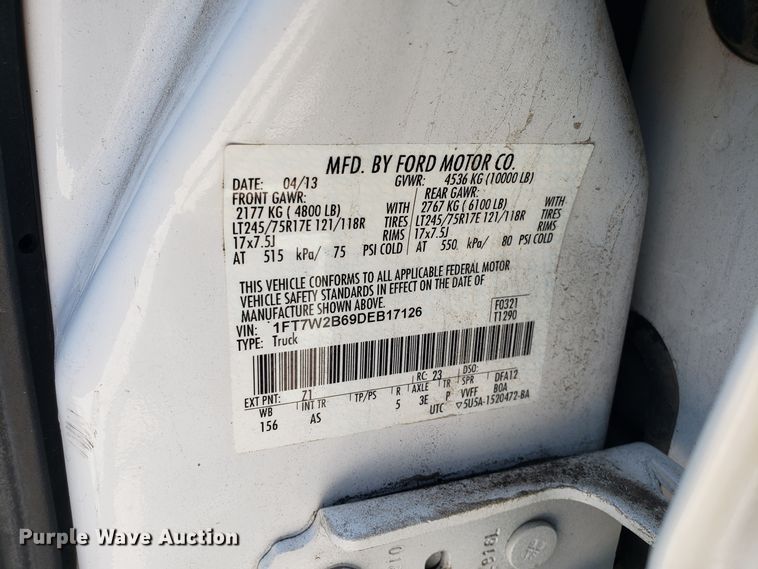 MFD. BY FORD MOTOR CO.
DATE: 04/13 GVWR: 4536 KG (10000 LB)
FRONT GAWR: REAR GAWR:
2177 KG ( 4800 LB) WITH 2767 KG ( 6100 LB) WITH
LT245/75R17E 121/118R TIRES LT245/75R17E 121/118R TIRES
17x7.5J RIMS 17x7.5J RIMS
AT 515 kPa/ 75 PSI COLD AT 550 kPa/ 80 PSI COLD
THIS VEHICLE CONFORMS TO ALL APPLICABLE FEDERAL MOTOR
VEHICLE SAFETY STANDARDS IN EFFECT ON THE DATE OF
MANUFACTURE SHOWN ABOVE.
VIN: 1FT7W2B69DEB17126 F0321
TYPE: Truck T1290
EXT PNT: Z1 RC: 23 DSO:
WB INT TR TP/PS R AXLE TR SPR DFA12
156 AS 5 3E P VVFF BOA
UTC ▽5U5A-1520472-BA
Purple Wave Auction